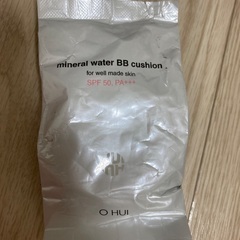 mineral water BB cushion
for well made skin
SPF 50, PA+++
O HUI